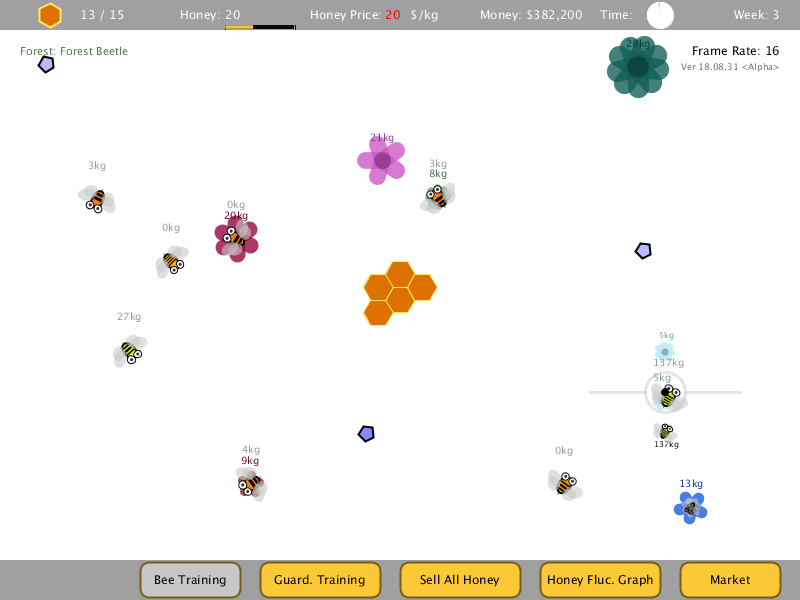 13 / 15
Honey: 20
Honey Price: 20 $/kg
Money: $382,200
Time:
Week: 3
Forest: Forest Beetle
28kg
Frame Rate: 16
Ver 18.08.31 <Alpha>
21kg
3kg
3kg
8kg
0kg
20kg
0kg
27kg
5kg
137kg
5kg
137kg
4kg
9kg
0kg
13kg
Bee Training
Guard. Training
Sell All Honey
Honey Fluc. Graph
Market